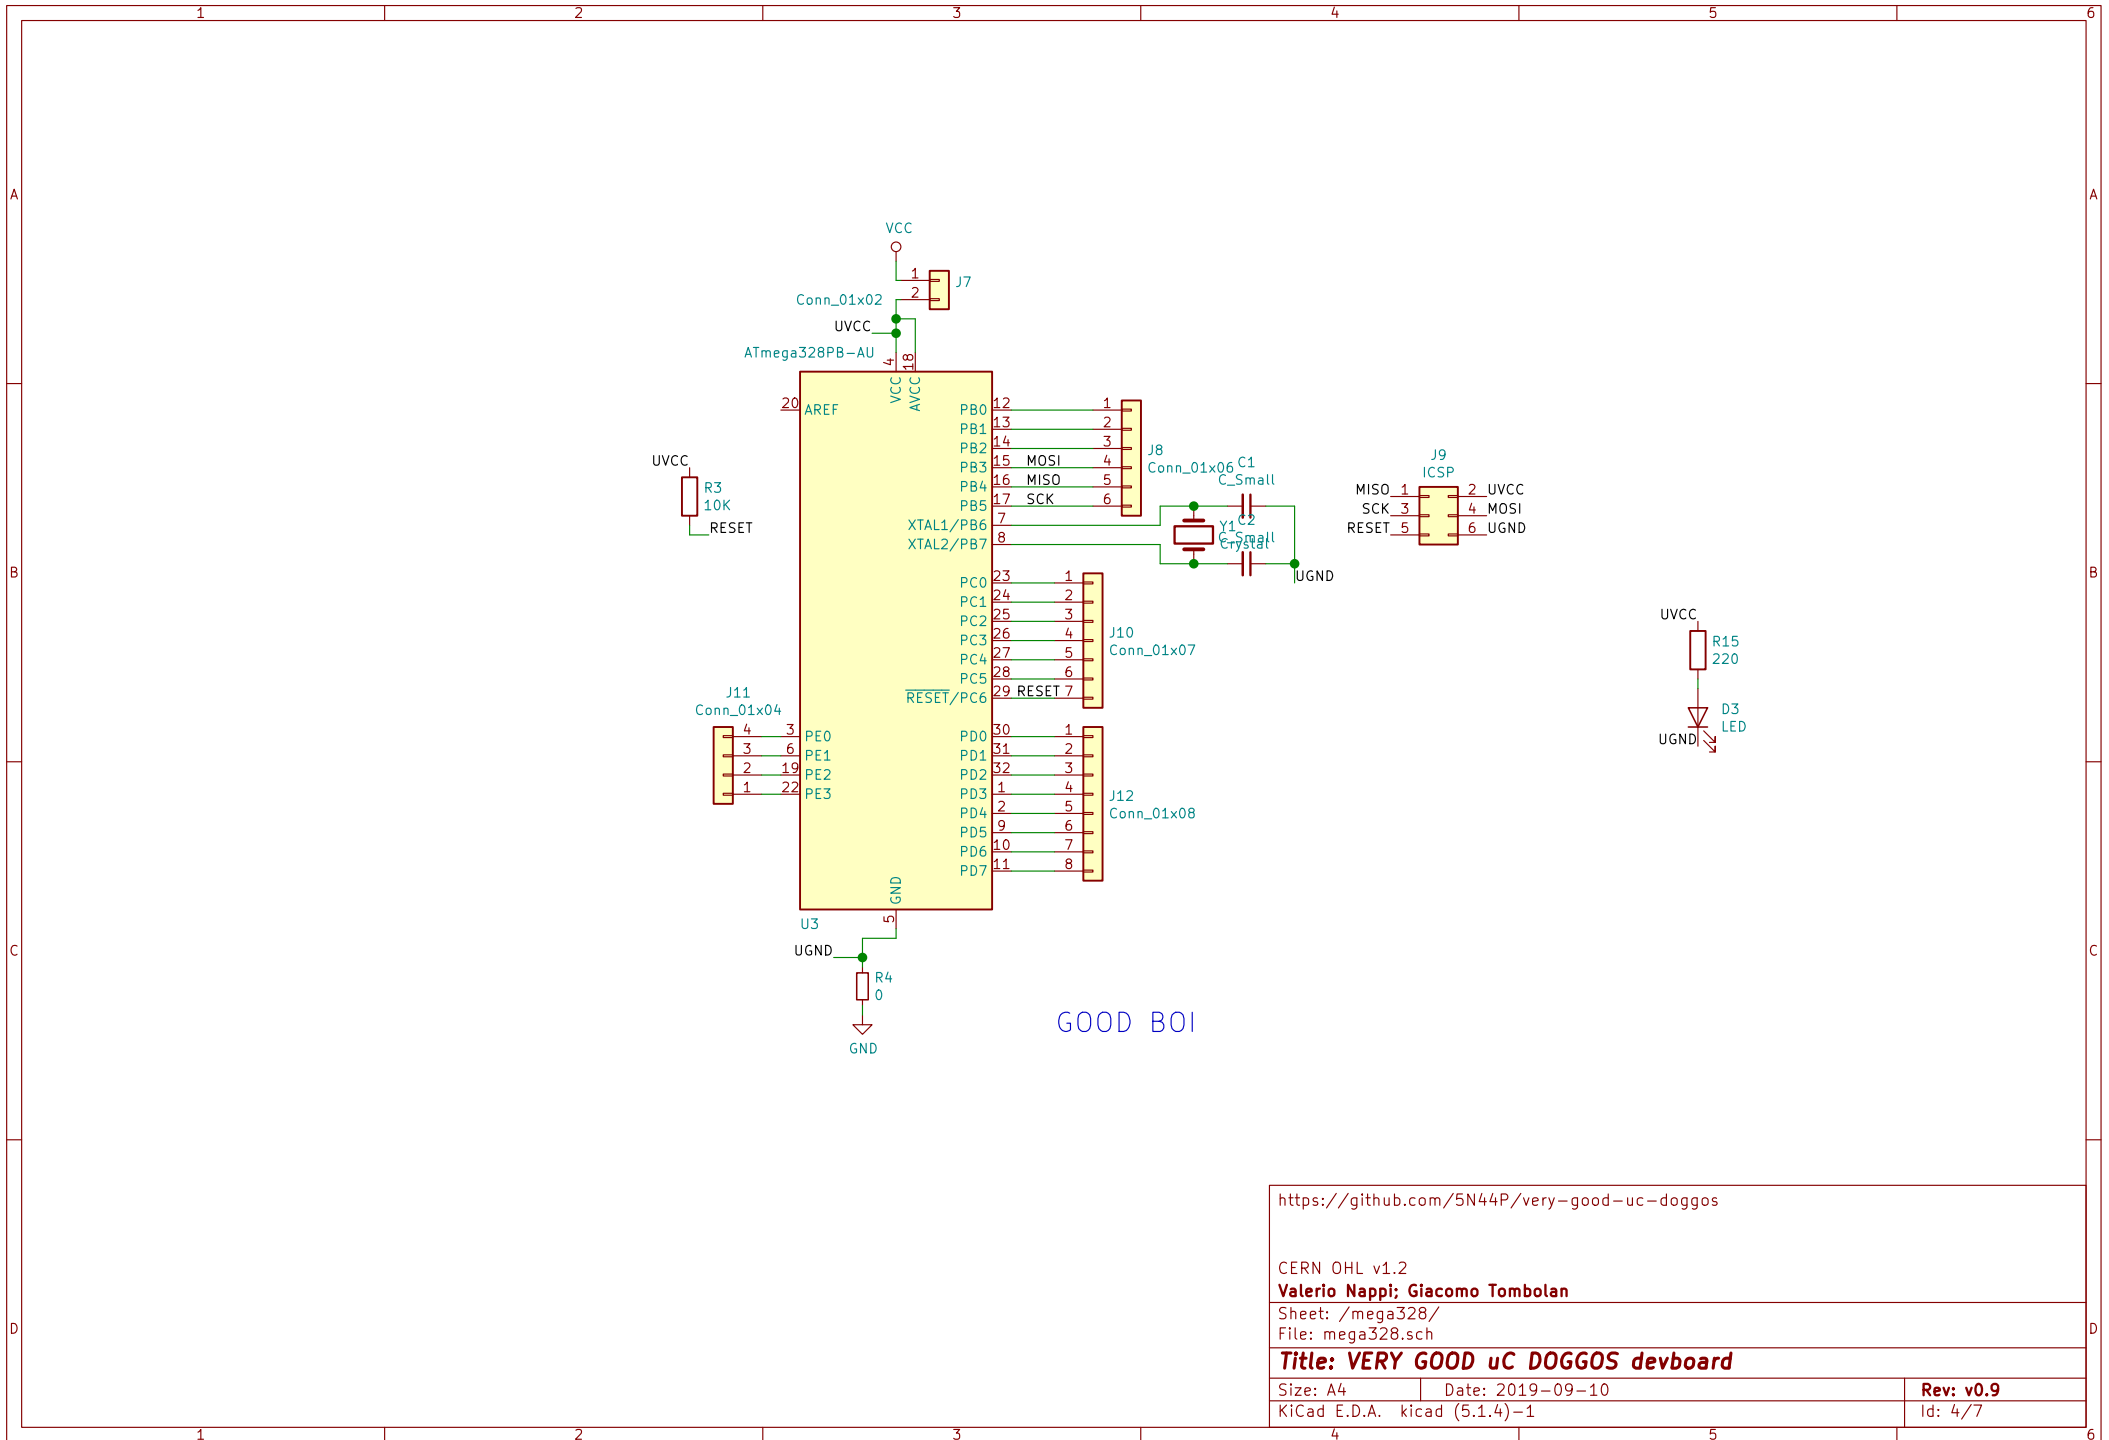 1 2 3 4 5 6
A A
VCC
1
2
J7
Conn_01x02
UVCC
ATmega328PB-AU
4 18
VCC AVCC
20 AREF
PB0 12 1
PB1 13 2
PB2 14 3
PB3 15 MOSI 4
PB4 16 MISO 5
PB5 17 SCK 6
J8
Conn_01x06
XTAL1/PB6 7
XTAL2/PB7 8
C1
C_Small
C2
C_Small
Y1
Crystal
UGND
UVCC
R3
10K
RESET
J9
ICSP
MISO 1 2 UVCC
SCK 3 4 MOSI
RESET 5 6 UGND
B B
PC0 23 1
PC1 24 2
PC2 25 3
PC3 26 4
PC4 27 5
PC5 28 6
RESET/PC6 29 RESET 7
J10
Conn_01x07
UVCC
R15
220
D3
LED
UGND
J11
Conn_01x04
4 3 PE0
3 6 PE1
2 19 PE2
1 22 PE3
PD0 30 1
PD1 31 2
PD2 32 3
PD3 1 4
PD4 2 5
PD5 9 6
PD6 10 7
PD7 11 8
J12
Conn_01x08
GND
5
U3
UGND
C C
R4
0
GND
GOOD BOI
https://github.com/5N44P/very-good-uc-doggos
CERN OHL v1.2
Valerio Nappi; Giacomo Tombolan
Sheet: /mega328/
File: mega328.sch
D D
Title: VERY GOOD uC DOGGOS devboard
Size: A4 Date: 2019-09-10 Rev: v0.9
KiCad E.D.A. kicad (5.1.4)-1 Id: 4/7
1 2 3 4 5 6